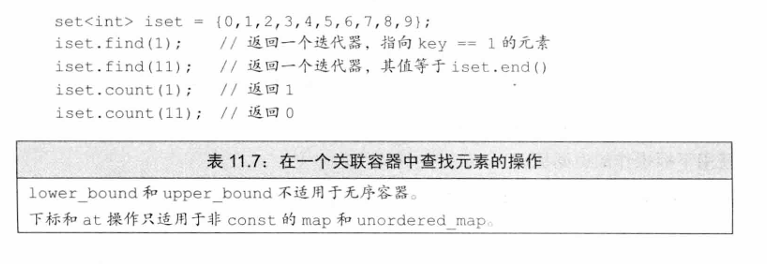 set<int> iset = {0,1,2,3,4,5,6,7,8,9};
iset.find(1); // 返回一个迭代器，指向 key == 1 的元素
iset.find(11); // 返回一个迭代器，其值等于 iset.end()
iset.count(1); // 返回 1
iset.count(11); // 返回 0
表 11.7：在一个关联容器中查找元素的操作
lower_bound 和 upper_bound 不适用于无序容器。
下标和 at 操作只适用于非 const 的 map 和 unordered_map。